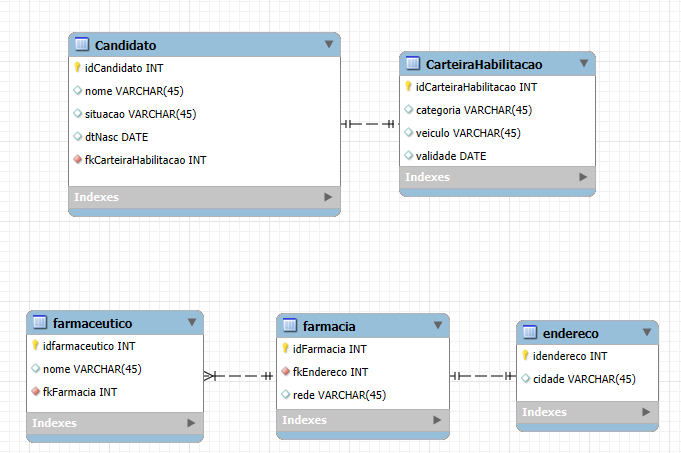 Candidato
idCandidato INT
nome VARCHAR(45)
situacao VARCHAR(45)
dtNasc DATE
fkCarteiraHabilitacao INT
Indexes
CarteiraHabilitacao
idCarteiraHabilitacao INT
categoria VARCHAR(45)
veiculo VARCHAR(45)
validade DATE
Indexes
farmaceutico
idfarmaceutico INT
nome VARCHAR(45)
fkFarmacia INT
Indexes
farmacia
idFarmacia INT
fkEndereco INT
rede VARCHAR(45)
Indexes
endereco
idendereco INT
cidade VARCHAR(45)
Indexes